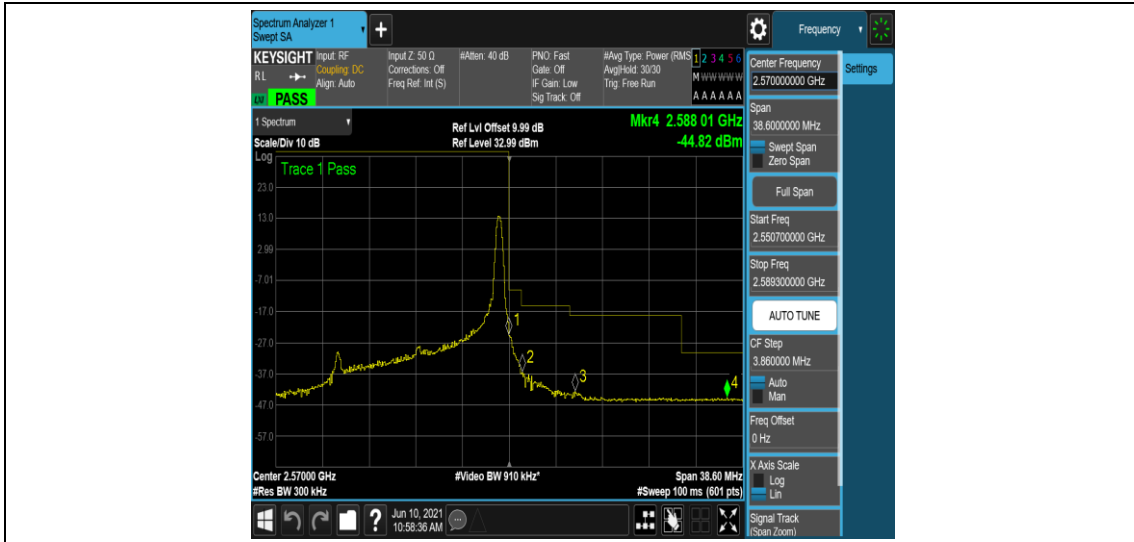 Spectrum Analyzer 1
Swept SA
+
Frequency
KEYSIGHT
RL
PASS
Input: RF
Coupling: DC
Align: Auto
Input Z: 50 Ω
Corrections: Off
Freq Ref: Int (S)
#Atten: 40 dB
PNO: Fast
Gate: Off
IF Gain: Low
Sig Track: Off
#Avg Type: Power (RMS
Avg|Hold: 30/30
Trig: Free Run
1 2 3 4 5 6
M W W W W W
A A A A A A
1 Spectrum
Scale/Div 10 dB
Ref Lvl Offset 9.99 dB
Ref Level 32.99 dBm
Mkr4 2.588 01 GHz
-44.82 dBm
Log
Trace 1 Pass
23.0
13.0
2.99
-7.01
-17.0
-27.0
-37.0
-47.0
-57.0
1
2
3
4
Center 2.57000 GHz
#Res BW 300 kHz
#Video BW 910 kHz*
Span 38.60 MHz
#Sweep 100 ms (601 pts)
Center Frequency
2.570000000 GHz
Settings
Span
38.6000000 MHz
Swept Span
Zero Span
Full Span
Start Freq
2.550700000 GHz
Stop Freq
2.589300000 GHz
AUTO TUNE
CF Step
3.860000 MHz
Auto
Man
Freq Offset
0 Hz
X Axis Scale
Log
Lin
Signal Track
(Span Zoom)
?
Jun 10, 2021
10:58:36 AM